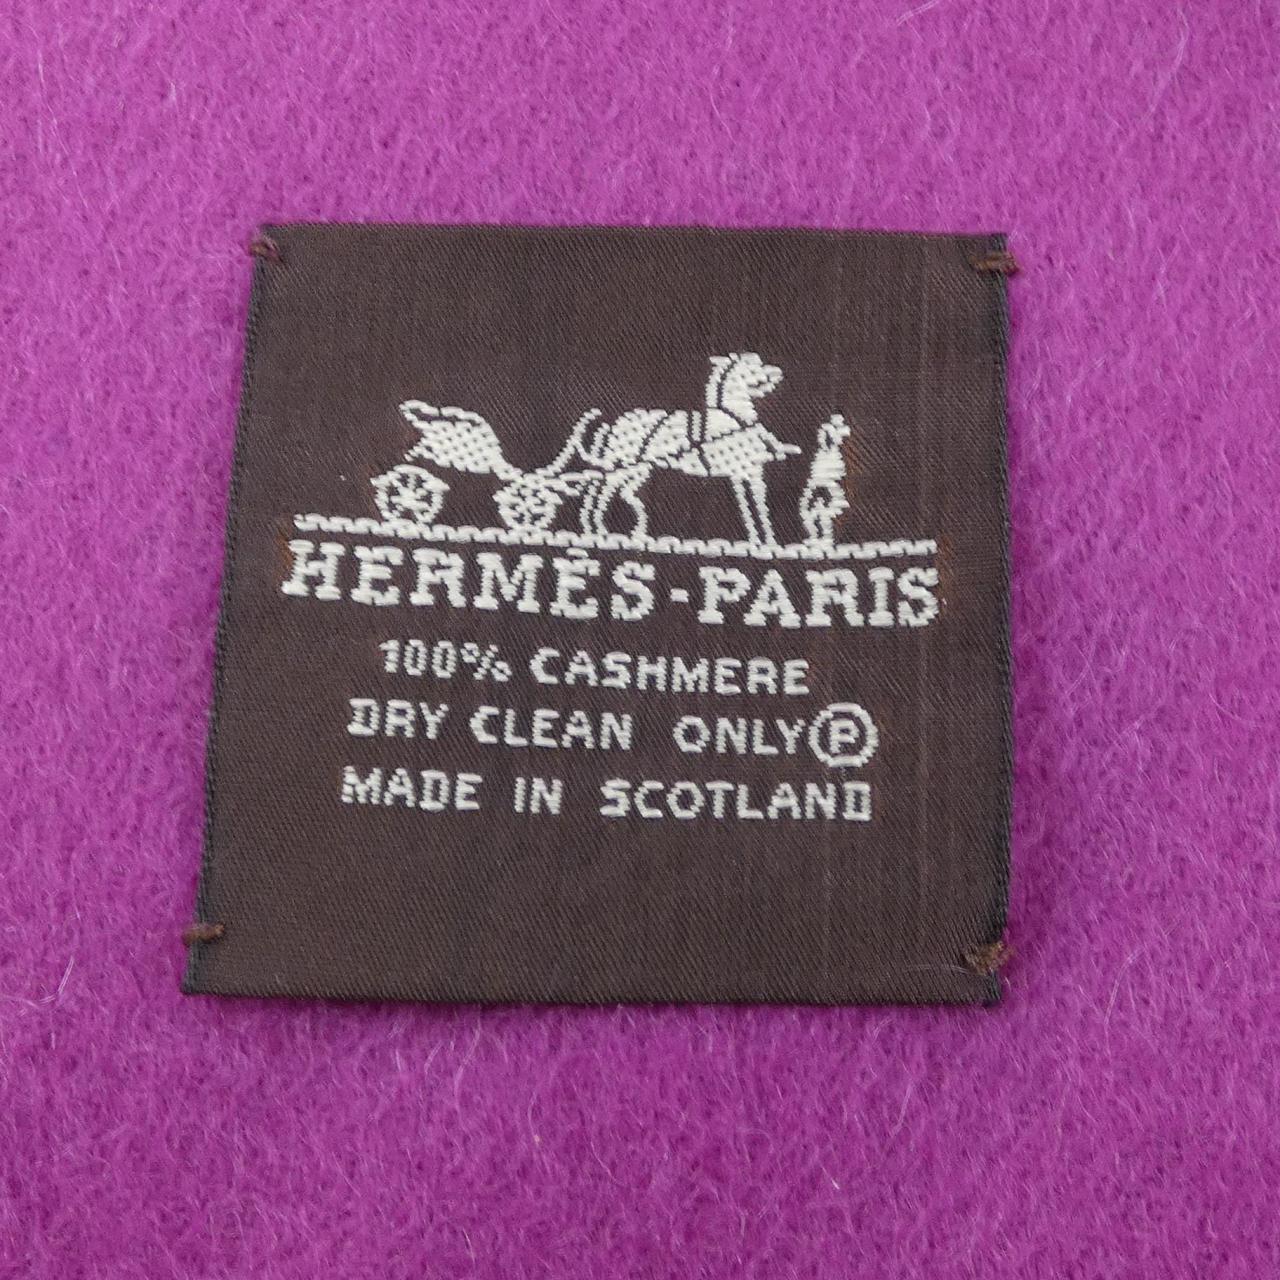 HERMÈS-PARIS
100% CASHMERE
DRY CLEAN ONLY Ⓟ
MADE IN SCOTLAND